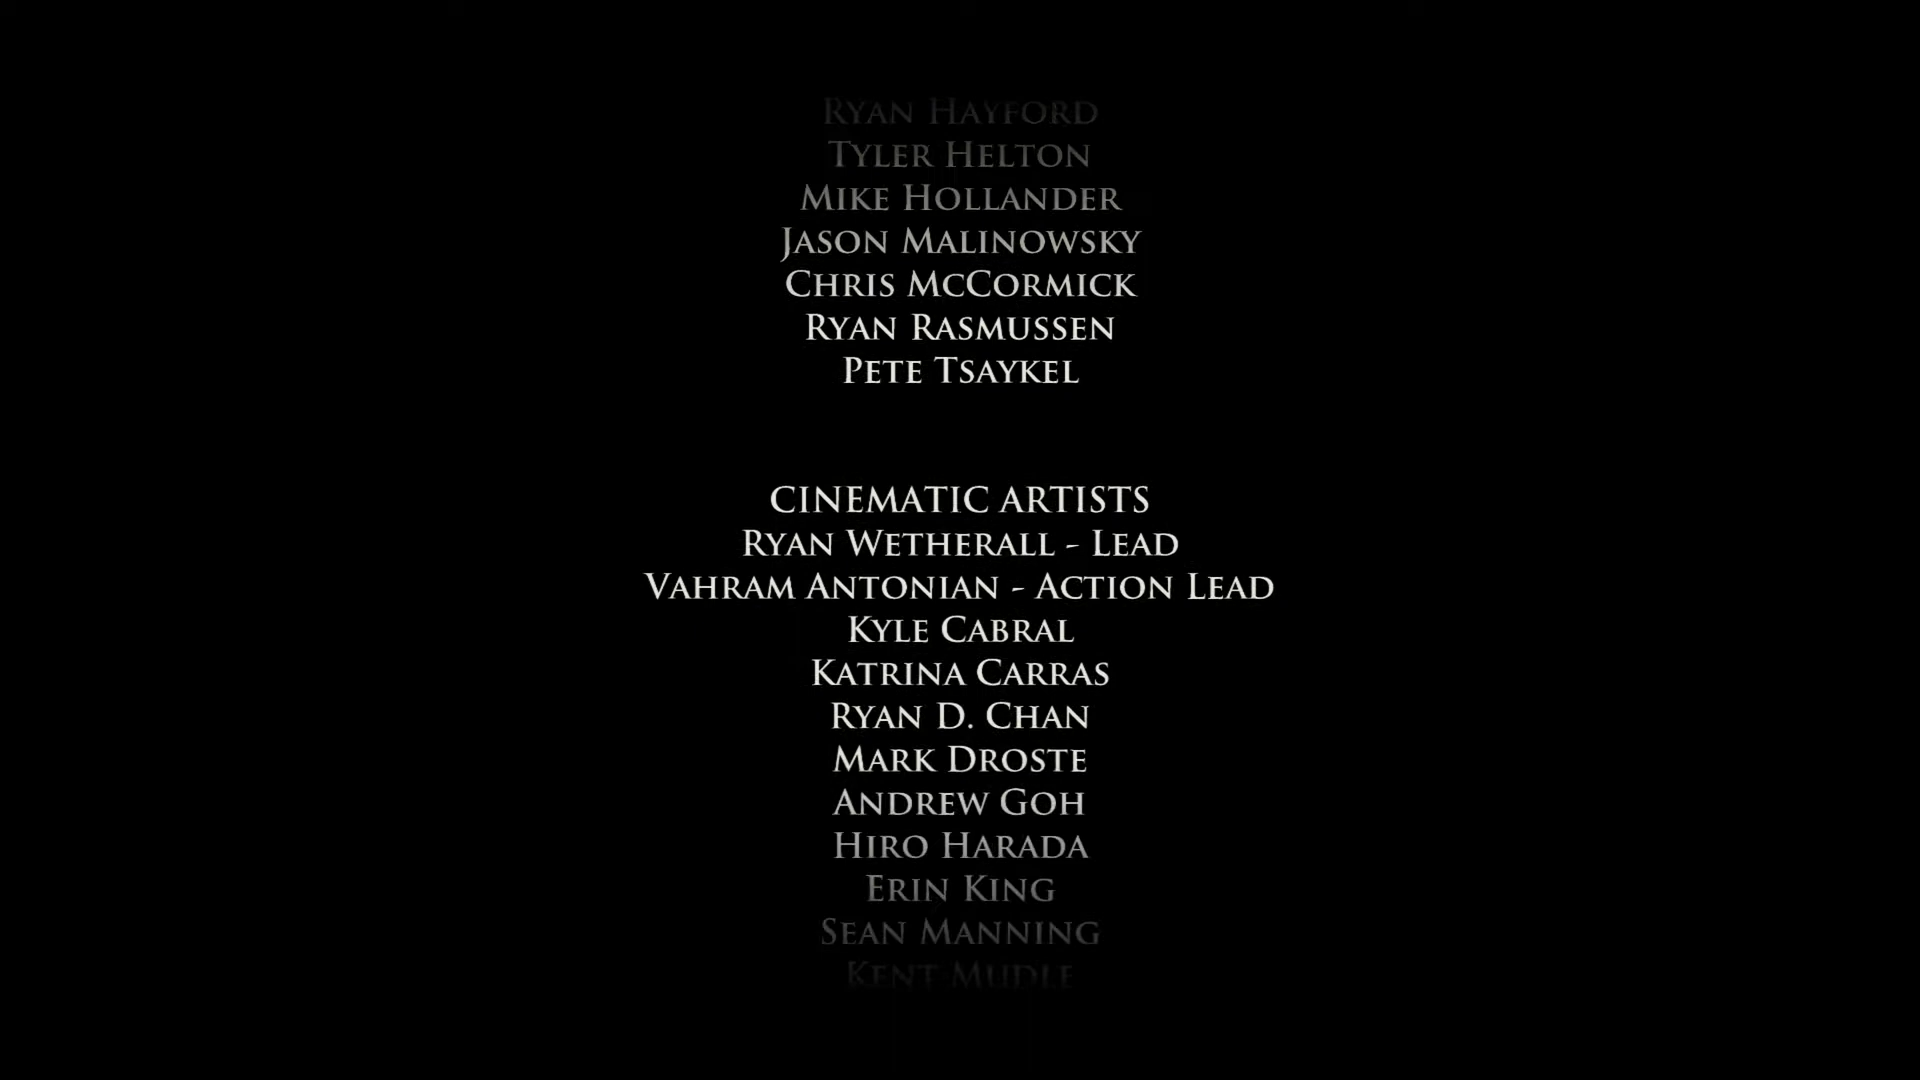 Ryan Hayford
Tyler Helton
Mike Hollander
Jason Malinowsky
Chris McCormick
Ryan Rasmussen
Pete Tsaykel
CINEMATIC ARTISTS
Ryan Wetherall - Lead
Vahram Antonian - Action Lead
Kyle Cabral
Katrina Carras
Ryan D. Chan
Mark Droste
Andrew Goh
Hiro Harada
Erin King
Sean Manning
Kent Mudle